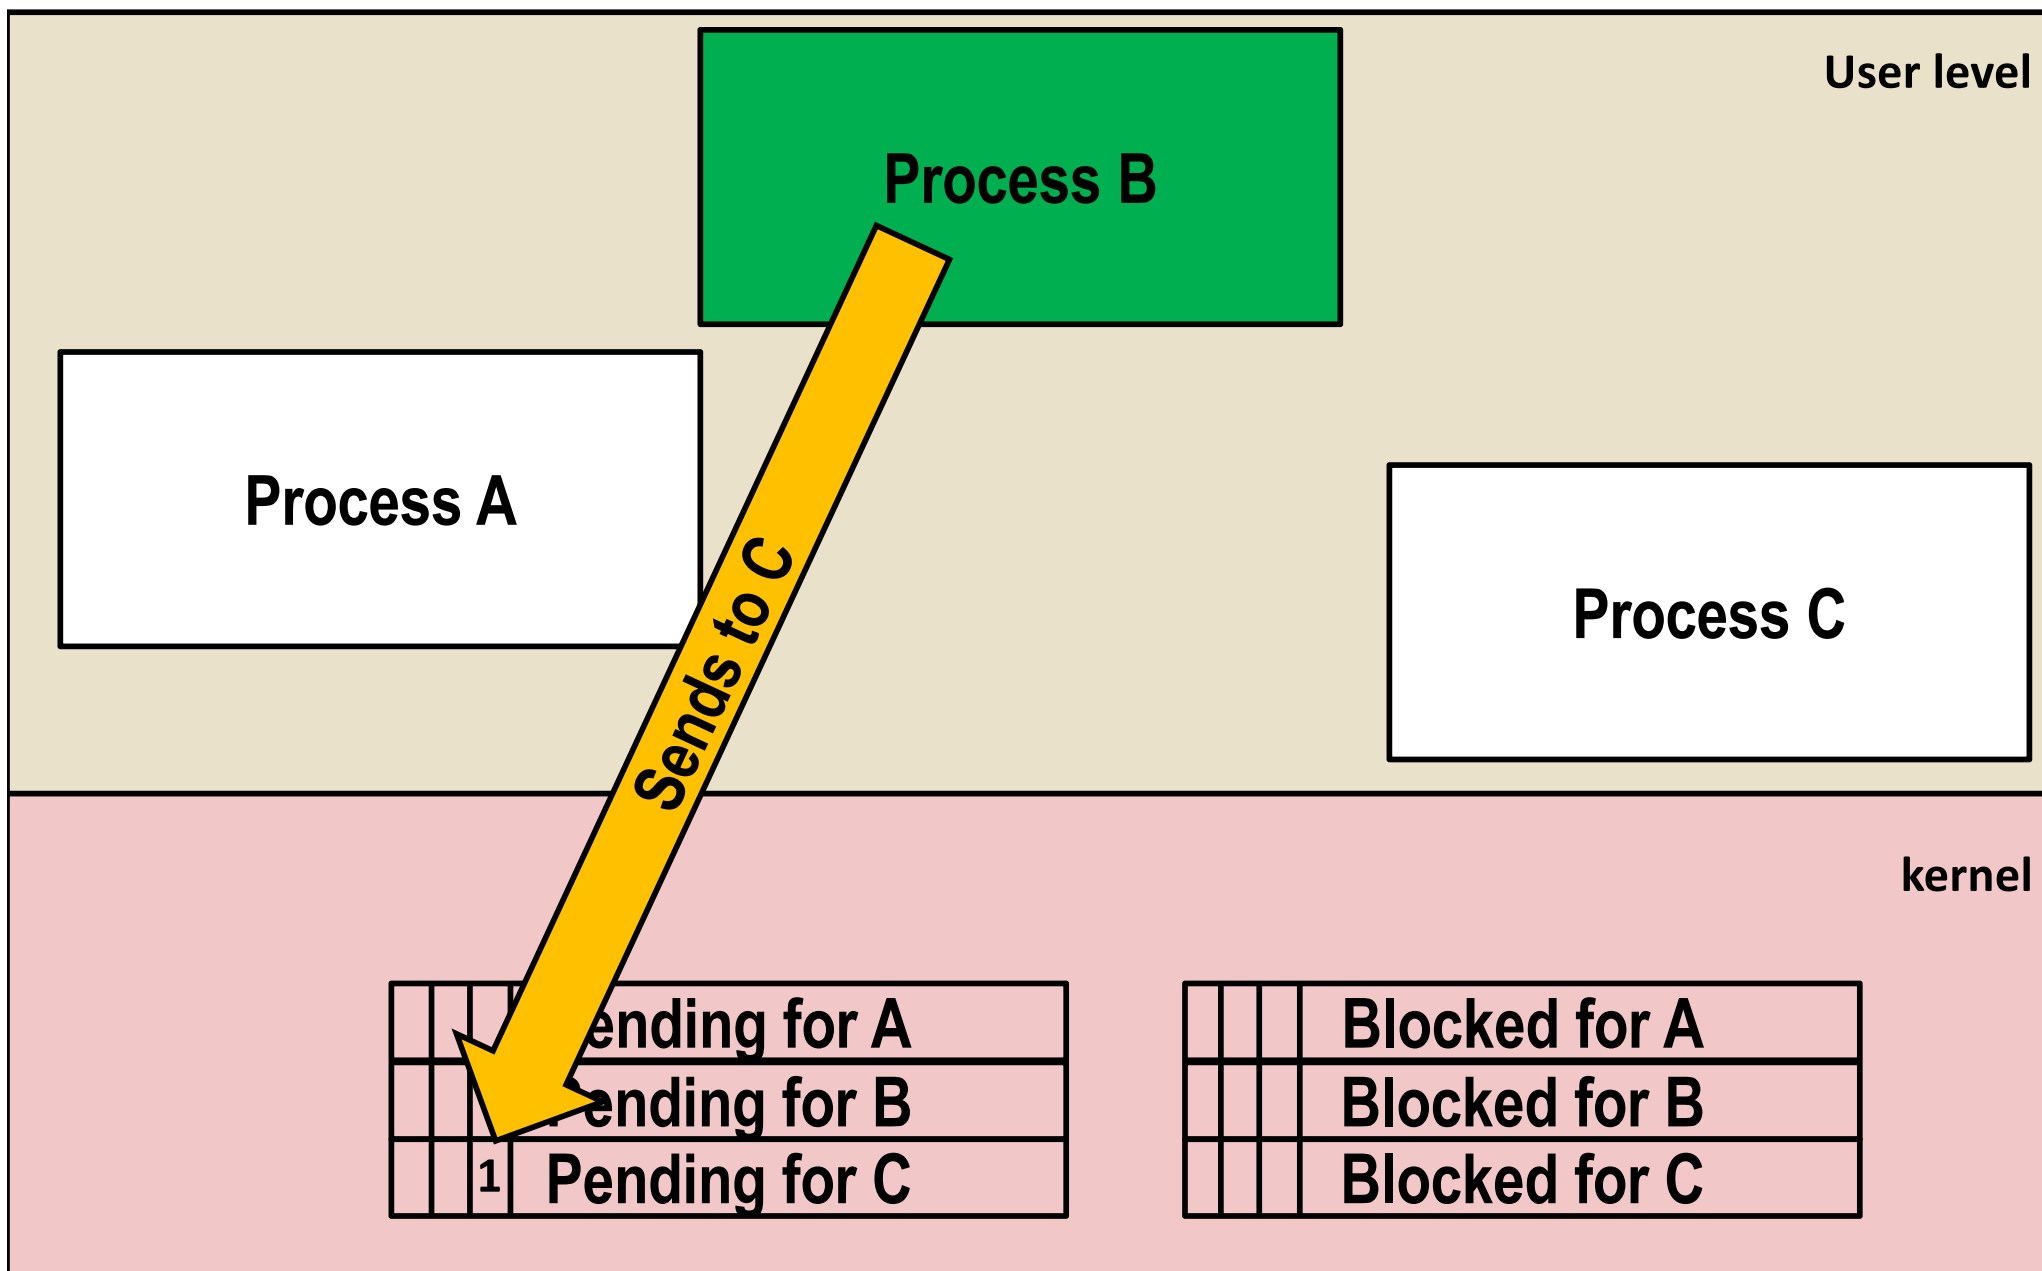 User level
Process B
Process A
Process C
Sends to C
kernel
ending for A
Blocked for A
Pending for B
Blocked for B
1
Pending for C
Blocked for C